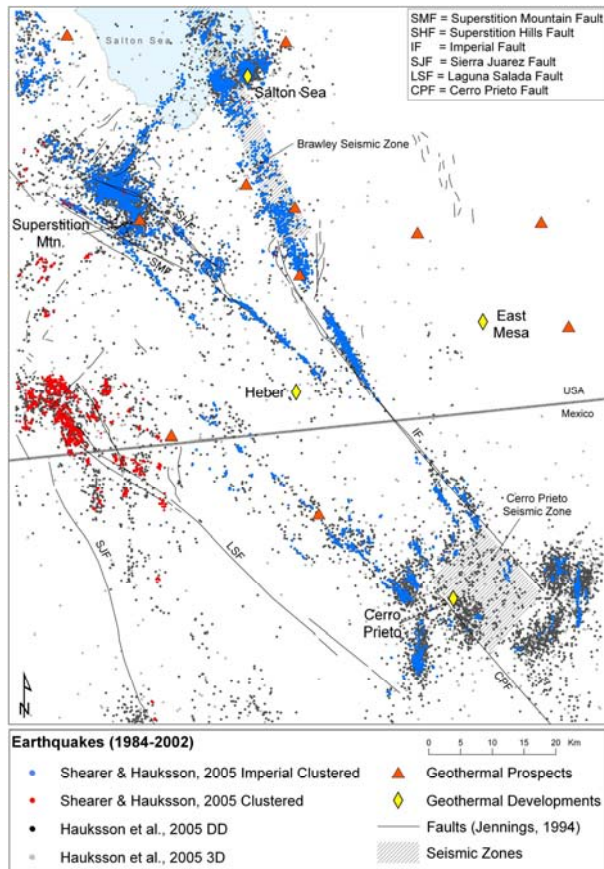 SMF = Superstition Mountain Fault
SHF = Superstition Hills Fault
IF = Imperial Fault
SJF = Sierra Juarez Fault
LSF = Laguna Salada Fault
CPF = Cerro Prieto Fault
Salton Sea
Salton Sea
Brawley Seismic Zone
SHF
Superstition
Mtn.
SMF
East
Mesa
Heber
USA
Mexico
IF
Cerro Prieto
Seismic Zone
SJF
LSF
Cerro
Prieto
CPF
N
Earthquakes (1984-2002)
0 5 10 20 Km
Shearer & Hauksson, 2005 Imperial Clustered
Geothermal Prospects
Shearer & Hauksson, 2005 Clustered
Geothermal Developments
Hauksson et al., 2005 DD
Faults (Jennings, 1994)
Hauksson et al., 2005 3D
Seismic Zones